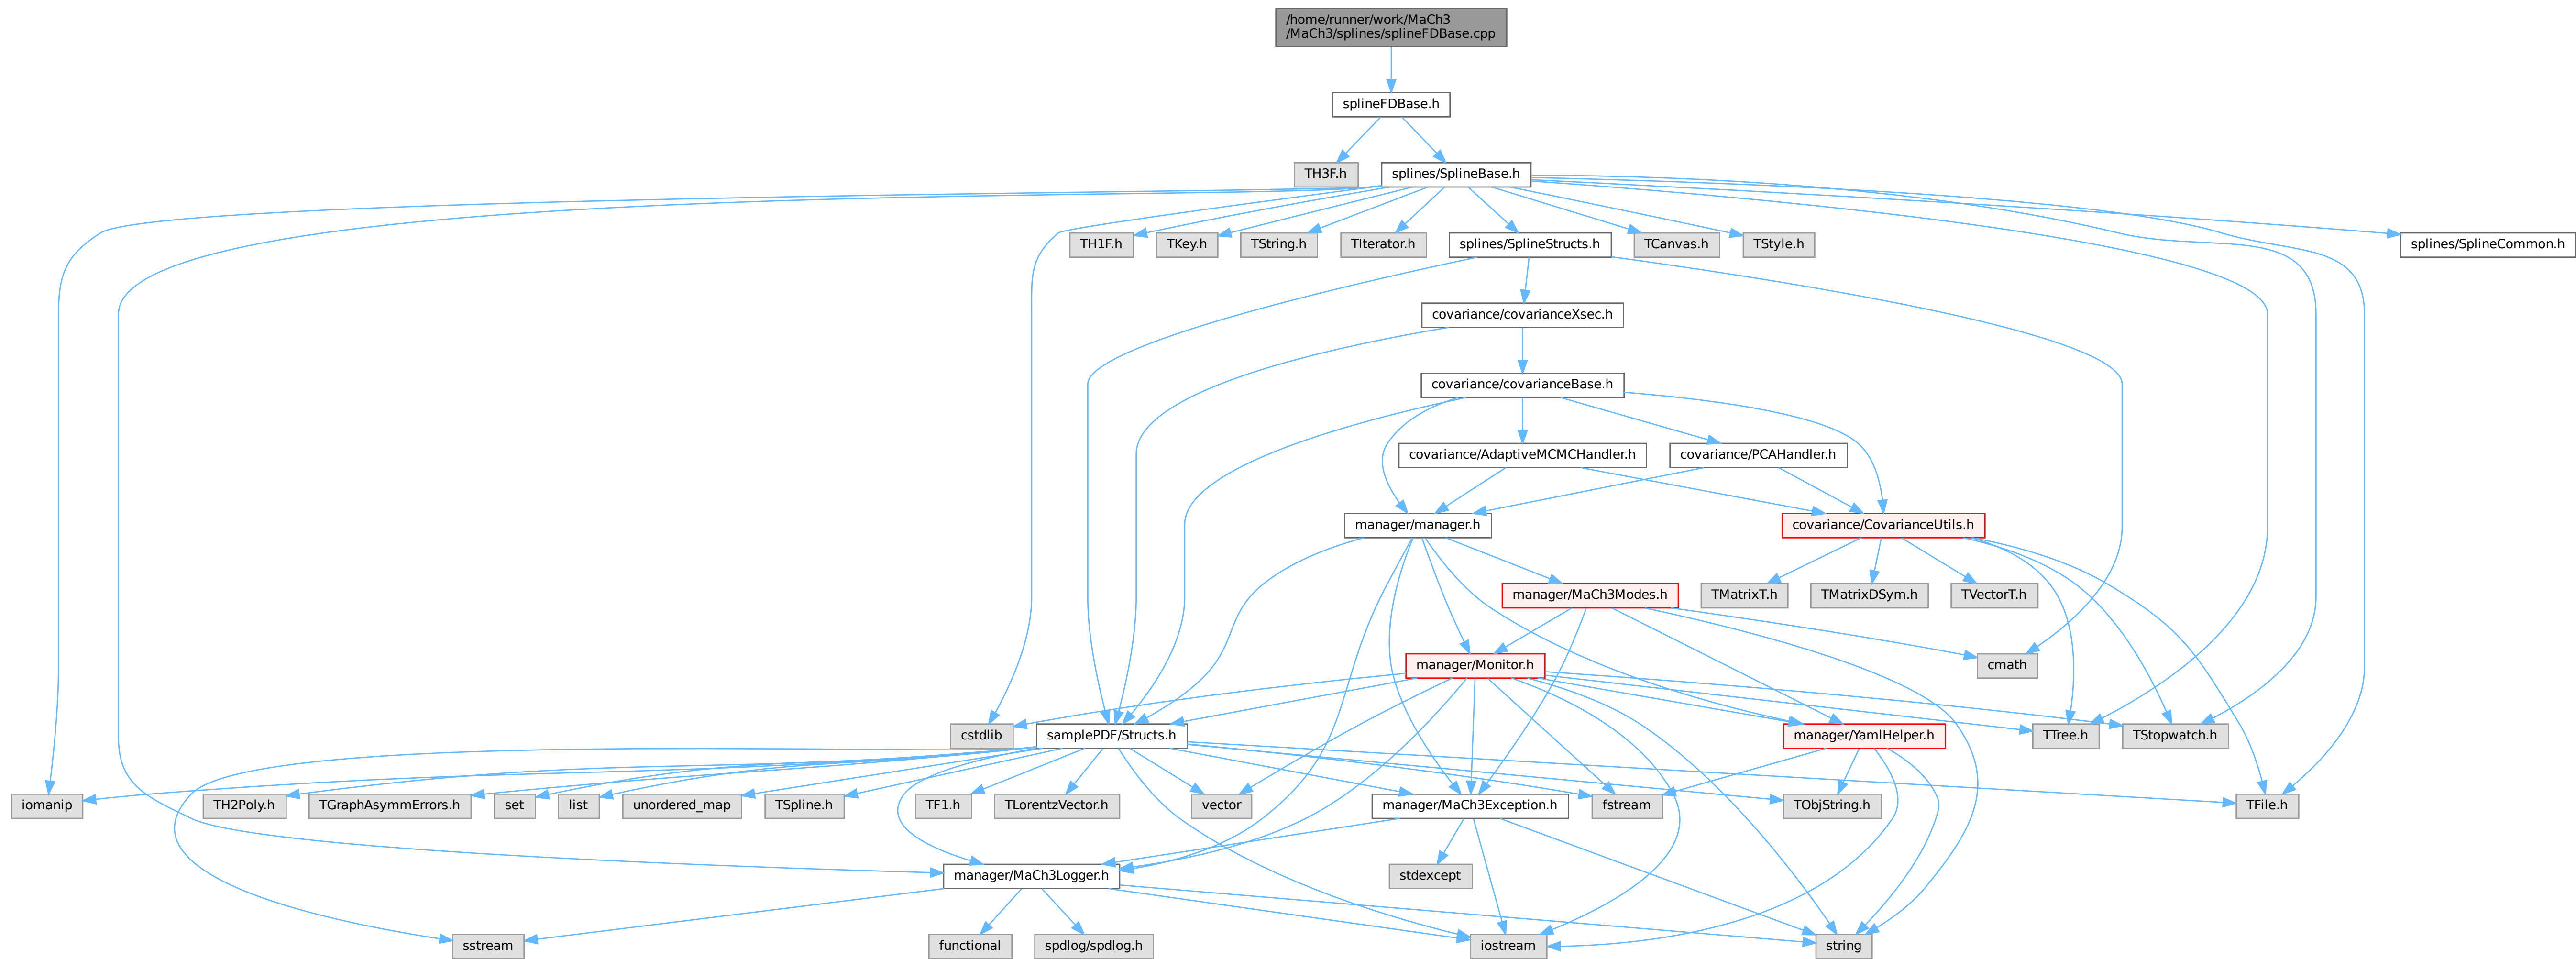 /home/runner/work/MaCh3
/MaCh3/splines/splineFDBase.cpp
splineFDBase.h
TH3F.h
splines/SplineBase.h
TH1F.h
TKey.h
TString.h
TIterator.h
splines/SplineStructs.h
TCanvas.h
TStyle.h
splines/SplineCommon.h
covariance/covarianceXsec.h
covariance/covarianceBase.h
covariance/AdaptiveMCMCHandler.h
covariance/PCAHandler.h
manager/manager.h
covariance/CovarianceUtils.h
manager/MaCh3Modes.h
TMatrixT.h
TMatrixDSym.h
TVectorT.h
manager/Monitor.h
cmath
cstdlib
samplePDF/Structs.h
manager/YamlHelper.h
TTree.h
TStopwatch.h
iomanip
TH2Poly.h
TGraphAsymmErrors.h
set
list
unordered_map
TSpline.h
TF1.h
TLorentzVector.h
vector
manager/MaCh3Exception.h
fstream
TObjString.h
TFile.h
manager/MaCh3Logger.h
stdexcept
sstream
functional
spdlog/spdlog.h
iostream
string